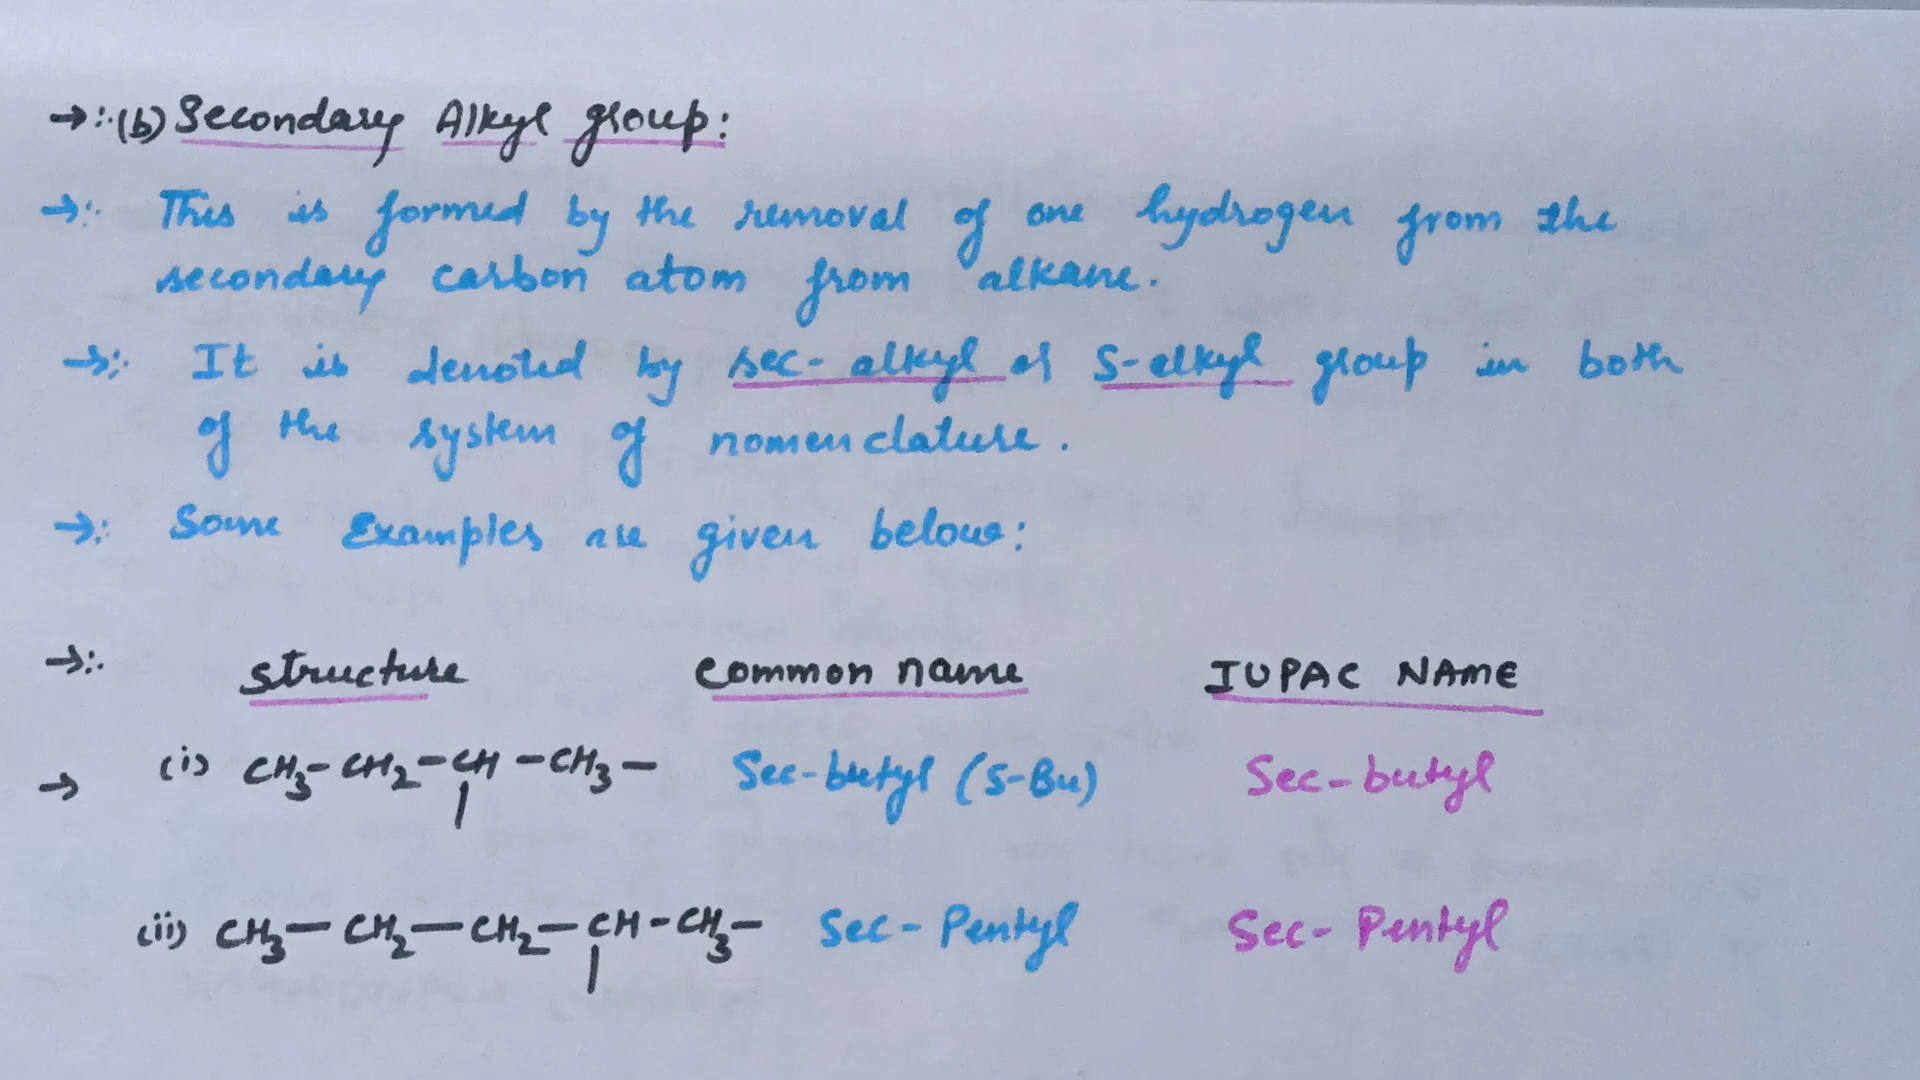 →:·(b) Secondary Alkyl group:
→:· This is formed by the removal of one hydrogen from the
secondary carbon atom from alkane.
→:· It is denoted by sec-alkyl or S-alkyl group in both
of the system of nomenclature.
→:· Some Examples are given below:
→:· structure common name IUPAC NAME
→ (i) CH₃-CH₂-CH-CH₃- Sec-butyl (S-Bu) Sec-butyl
|
(ii) CH₃-CH₂-CH₂-CH-CH₃- Sec-Pentyl Sec-Pentyl
|